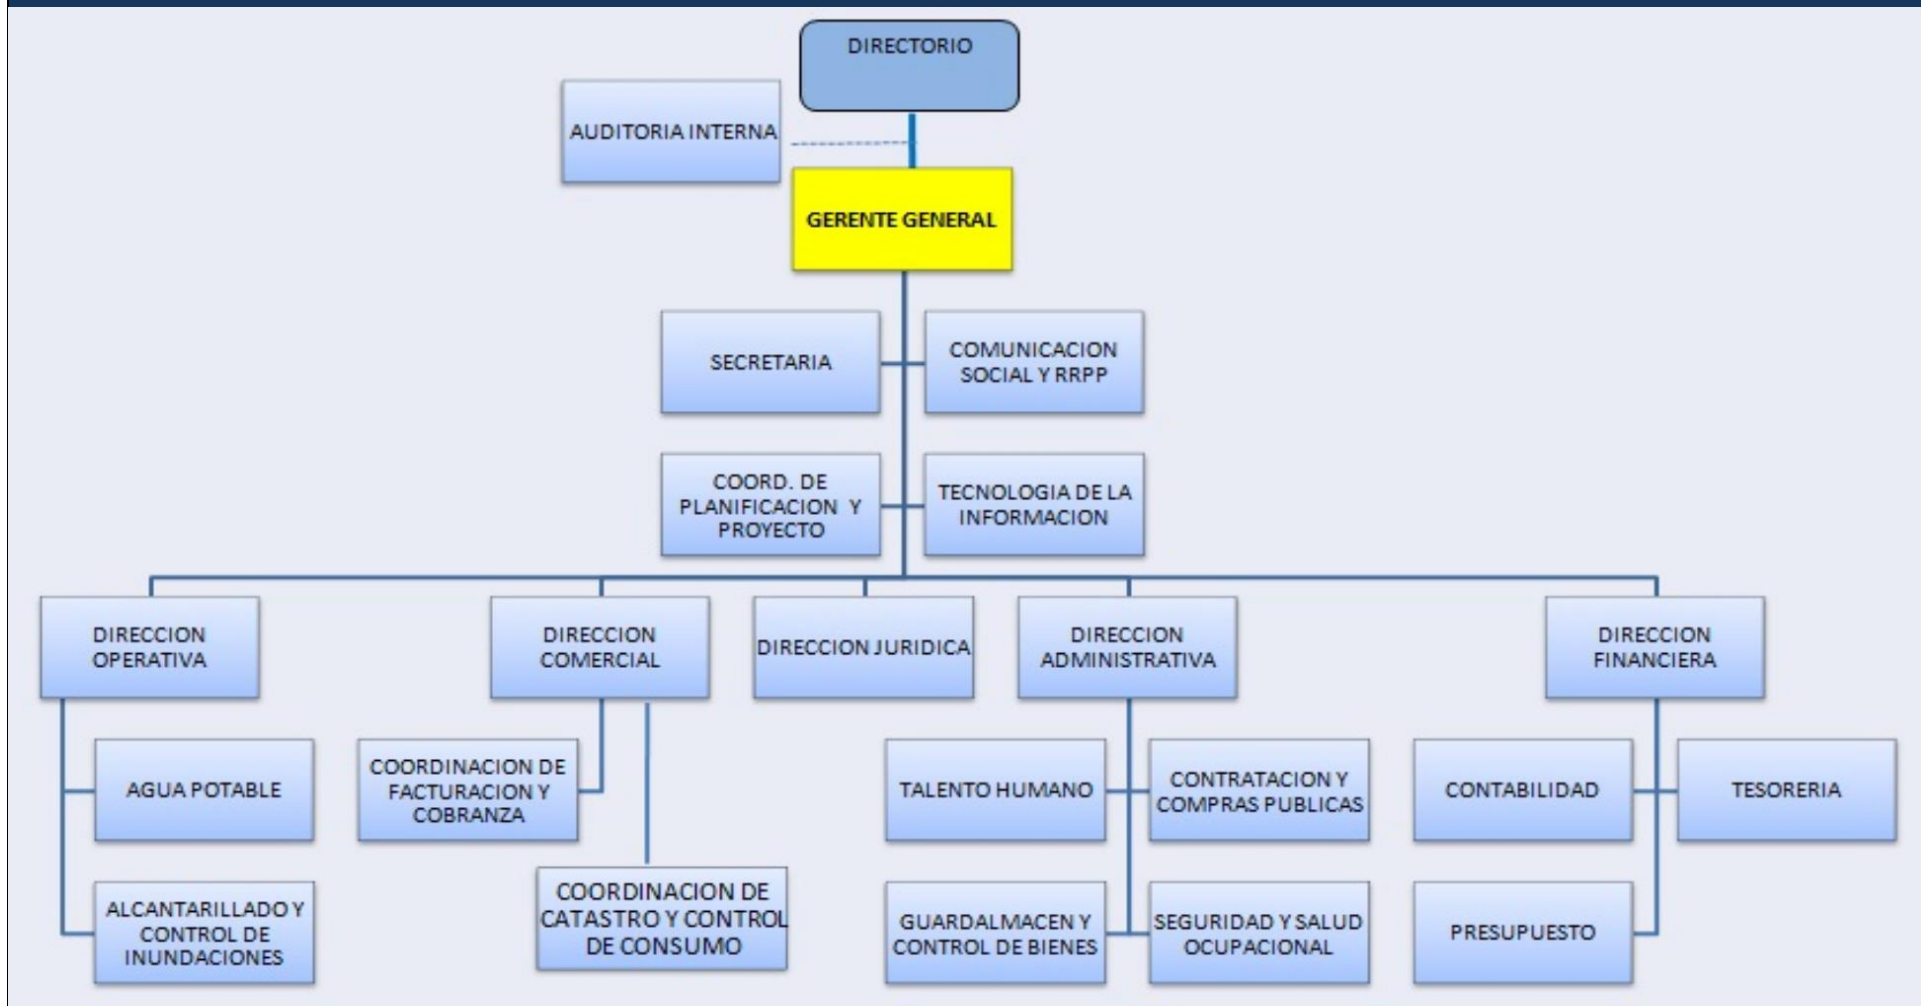 DIRECTORIO
AUDITORIA INTERNA
GERENTE GENERAL
SECRETARIA
COMUNICACION
SOCIAL Y RRPP
COORD. DE
PLANIFICACION Y
PROYECTO
TECNOLOGIA DE LA
INFORMACION
DIRECCION
OPERATIVA
DIRECCION
COMERCIAL
DIRECCION JURIDICA
DIRECCION
ADMINISTRATIVA
DIRECCION
FINANCIERA
AGUA POTABLE
COORDINACION DE
FACTURACION Y
COBRANZA
TALENTO HUMANO
CONTRATACION Y
COMPRAS PUBLICAS
CONTABILIDAD
TESORERIA
ALCANTARILLADO Y
CONTROL DE
INUNDACIONES
COORDINACION DE
CATASTRO Y CONTROL
DE CONSUMO
GUARDALMACEN Y
CONTROL DE BIENES
SEGURIDAD Y SALUD
OCUPACIONAL
PRESUPUESTO